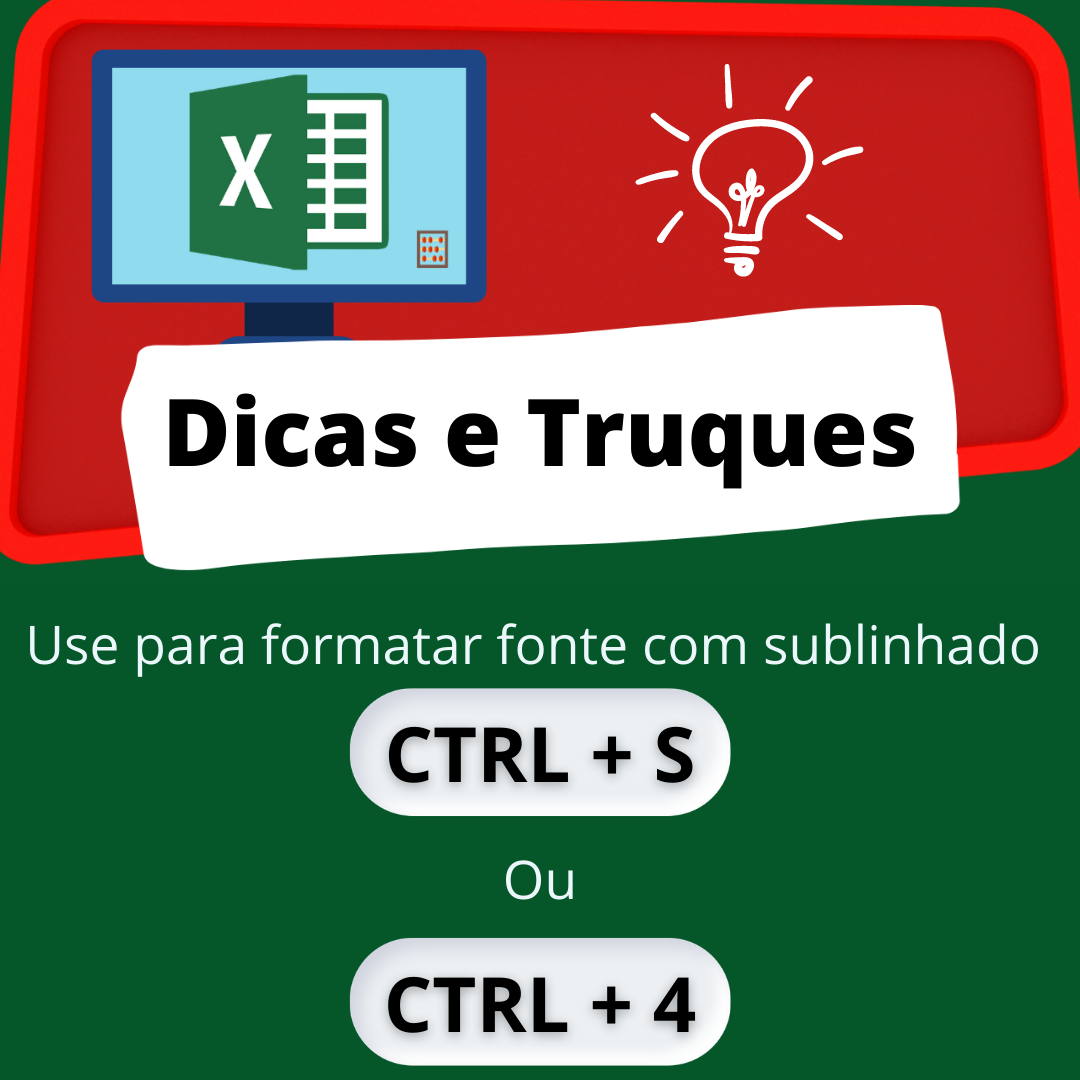 X
Dicas e Truques
Use para formatar fonte com sublinhado
CTRL + S
Ou
CTRL + 4